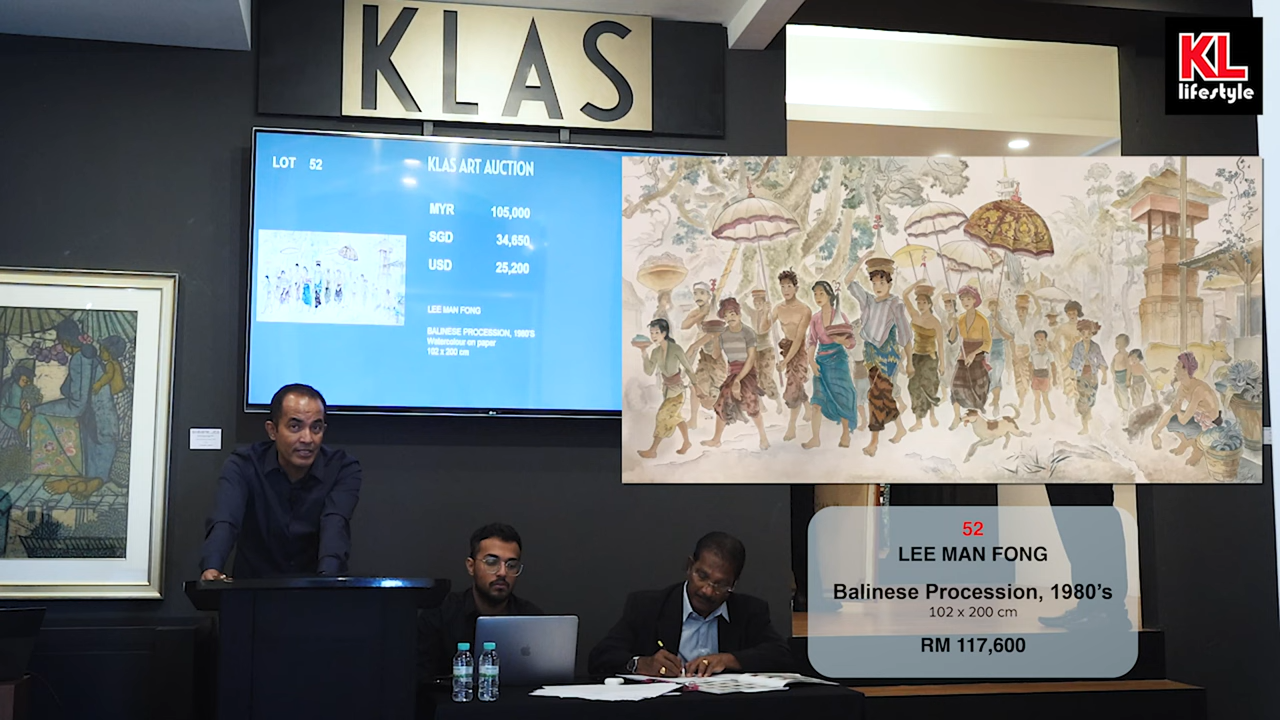 KLAS
KL
lifestyle
LOT 52
KLAS ART AUCTION
MYR 105,000
SGD 34,650
USD 25,200
LEE MAN FONG
BALINESE PROCESSION, 1980'S
Watercolour on paper
102 x 200 cm
52
LEE MAN FONG
Balinese Procession, 1980’s
102 x 200 cm
RM 117,600